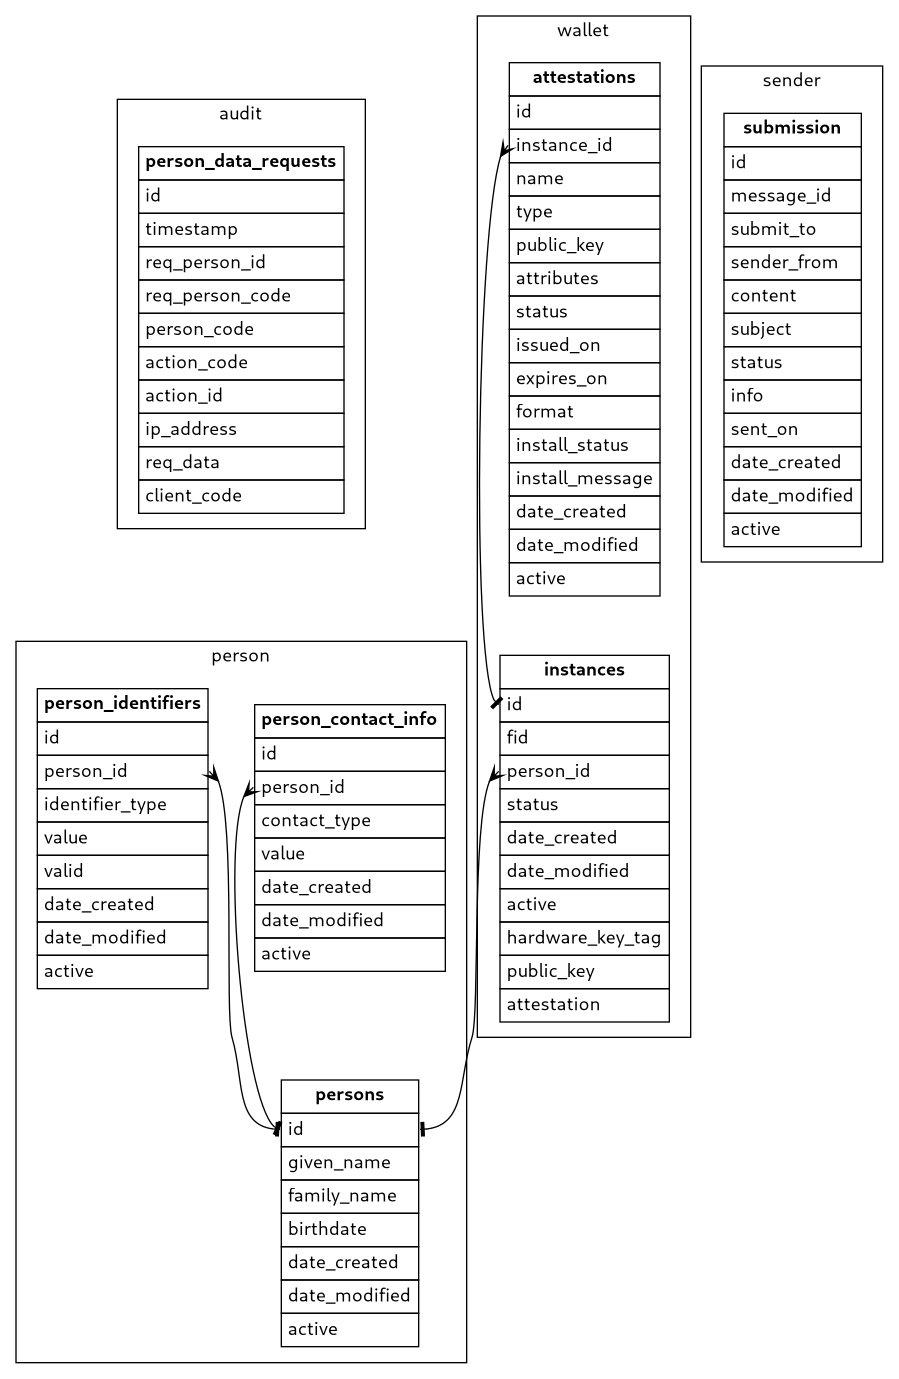 audit
person_data_requests
id
timestamp
req_person_id
req_person_code
person_code
action_code
action_id
ip_address
req_data
client_code
wallet
attestations
id
instance_id
name
type
public_key
attributes
status
issued_on
expires_on
format
install_status
install_message
date_created
date_modified
active
instances
id
fid
person_id
status
date_created
date_modified
active
hardware_key_tag
public_key
attestation
sender
submission
id
message_id
submit_to
sender_from
content
subject
status
info
sent_on
date_created
date_modified
active
person
person_identifiers
id
person_id
identifier_type
value
valid
date_created
date_modified
active
person_contact_info
id
person_id
contact_type
value
date_created
date_modified
active
persons
id
given_name
family_name
birthdate
date_created
date_modified
active